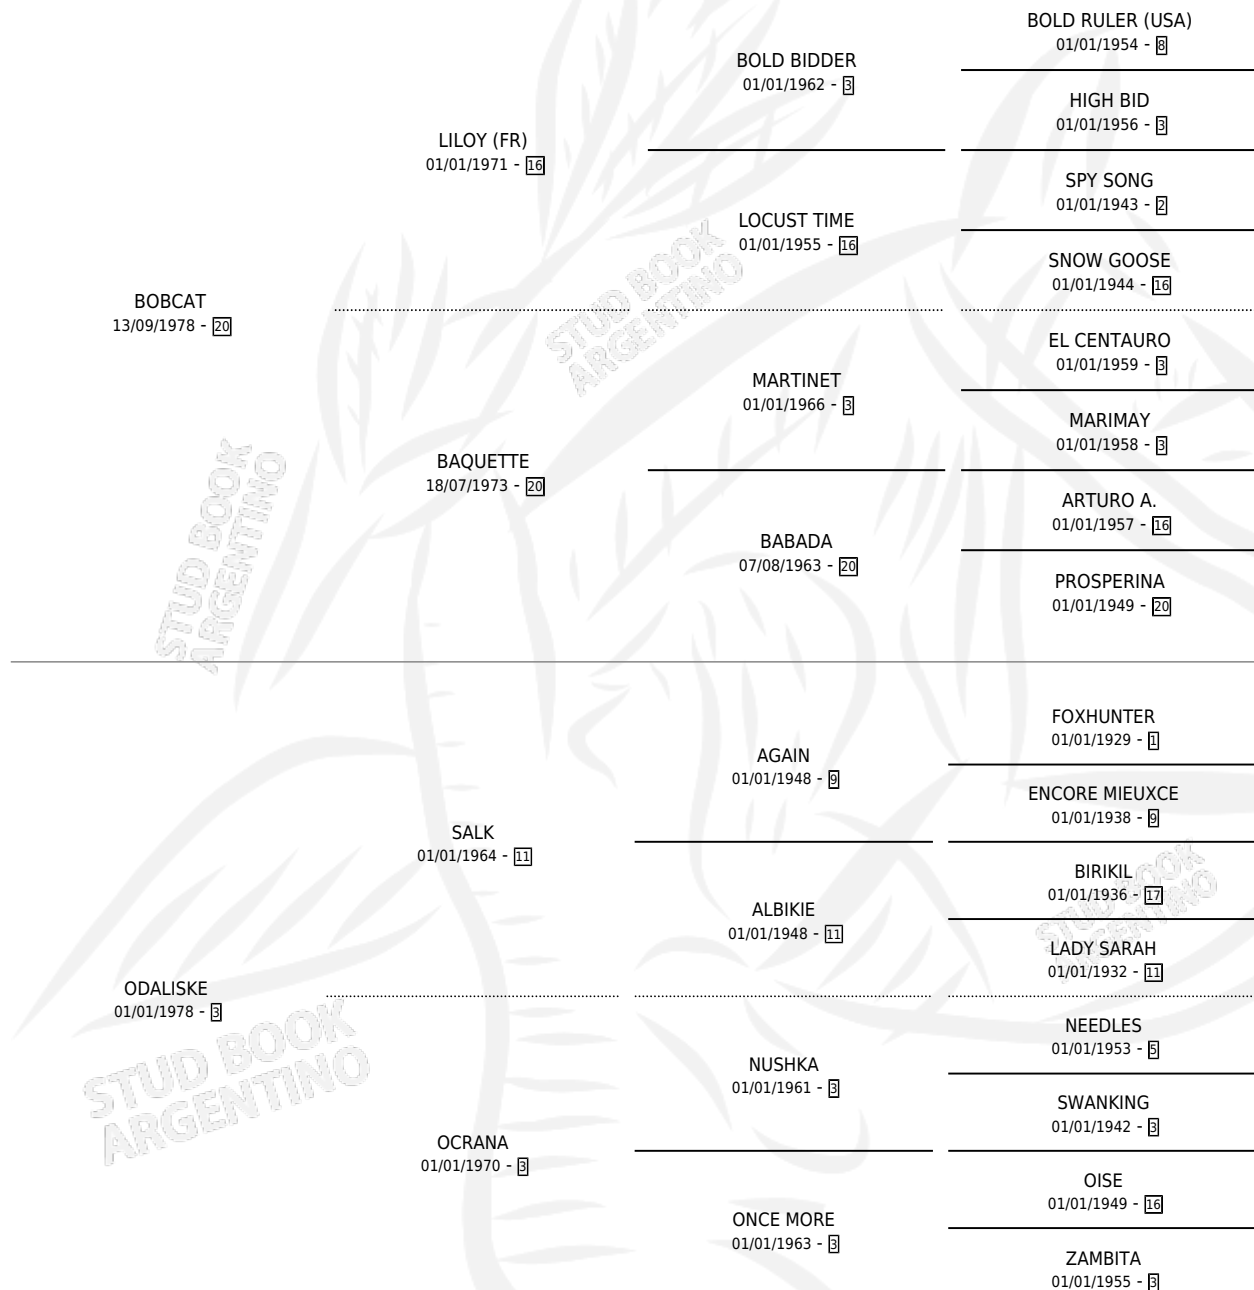 BOLD RULER (USA)
01/01/1954 - 8
BOLD BIDDER
01/01/1962 - 3
HIGH BID
01/01/1956 - 3
LILOY (FR)
01/01/1971 - 16
SPY SONG
01/01/1943 - 2
LOCUST TIME
01/01/1955 - 16
SNOW GOOSE
01/01/1944 - 16
BOBCAT
13/09/1978 - 20
EL CENTAURO
01/01/1959 - 3
MARTINET
01/01/1966 - 3
MARIMAY
01/01/1958 - 3
BAQUETTE
18/07/1973 - 20
ARTURO A.
01/01/1957 - 16
BABADA
07/08/1963 - 20
PROSPERINA
01/01/1949 - 20
FOXHUNTER
01/01/1929 - 1
AGAIN
01/01/1948 - 9
ENCORE MIEUXCE
01/01/1938 - 9
SALK
01/01/1964 - 11
BIRIKIL
01/01/1936 - 17
ALBIKIE
01/01/1948 - 11
LADY SARAH
01/01/1932 - 11
ODALISKE
01/01/1978 - 3
NEEDLES
01/01/1953 - 5
NUSHKA
01/01/1961 - 3
SWANKING
01/01/1942 - 3
OCRANA
01/01/1970 - 3
OISE
01/01/1949 - 16
ONCE MORE
01/01/1963 - 3
ZAMBITA
01/01/1955 - 3
STUD BOOK
ARGENTINO
STUD BOOK
ARGENTINO
STUD BOOK
ARGENTINO
STUD BOOK
ARGENTINO